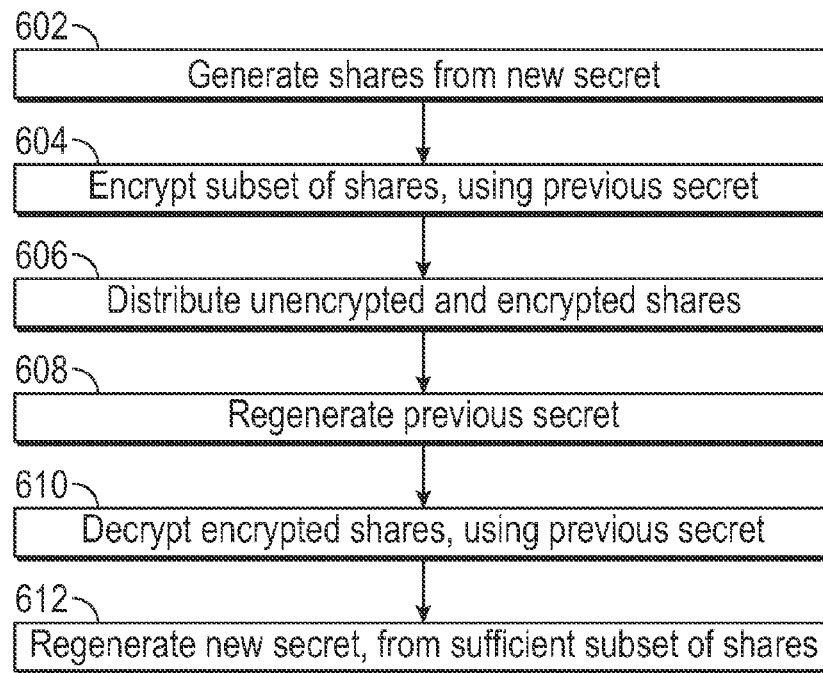 602
Generate shares from new secret
604
Encrypt subset of shares, using previous secret
606
Distribute unencrypted and encrypted shares
608
Regenerate previous secret
610
Decrypt encrypted shares, using previous secret
612
Regenerate new secret, from sufficient subset of shares